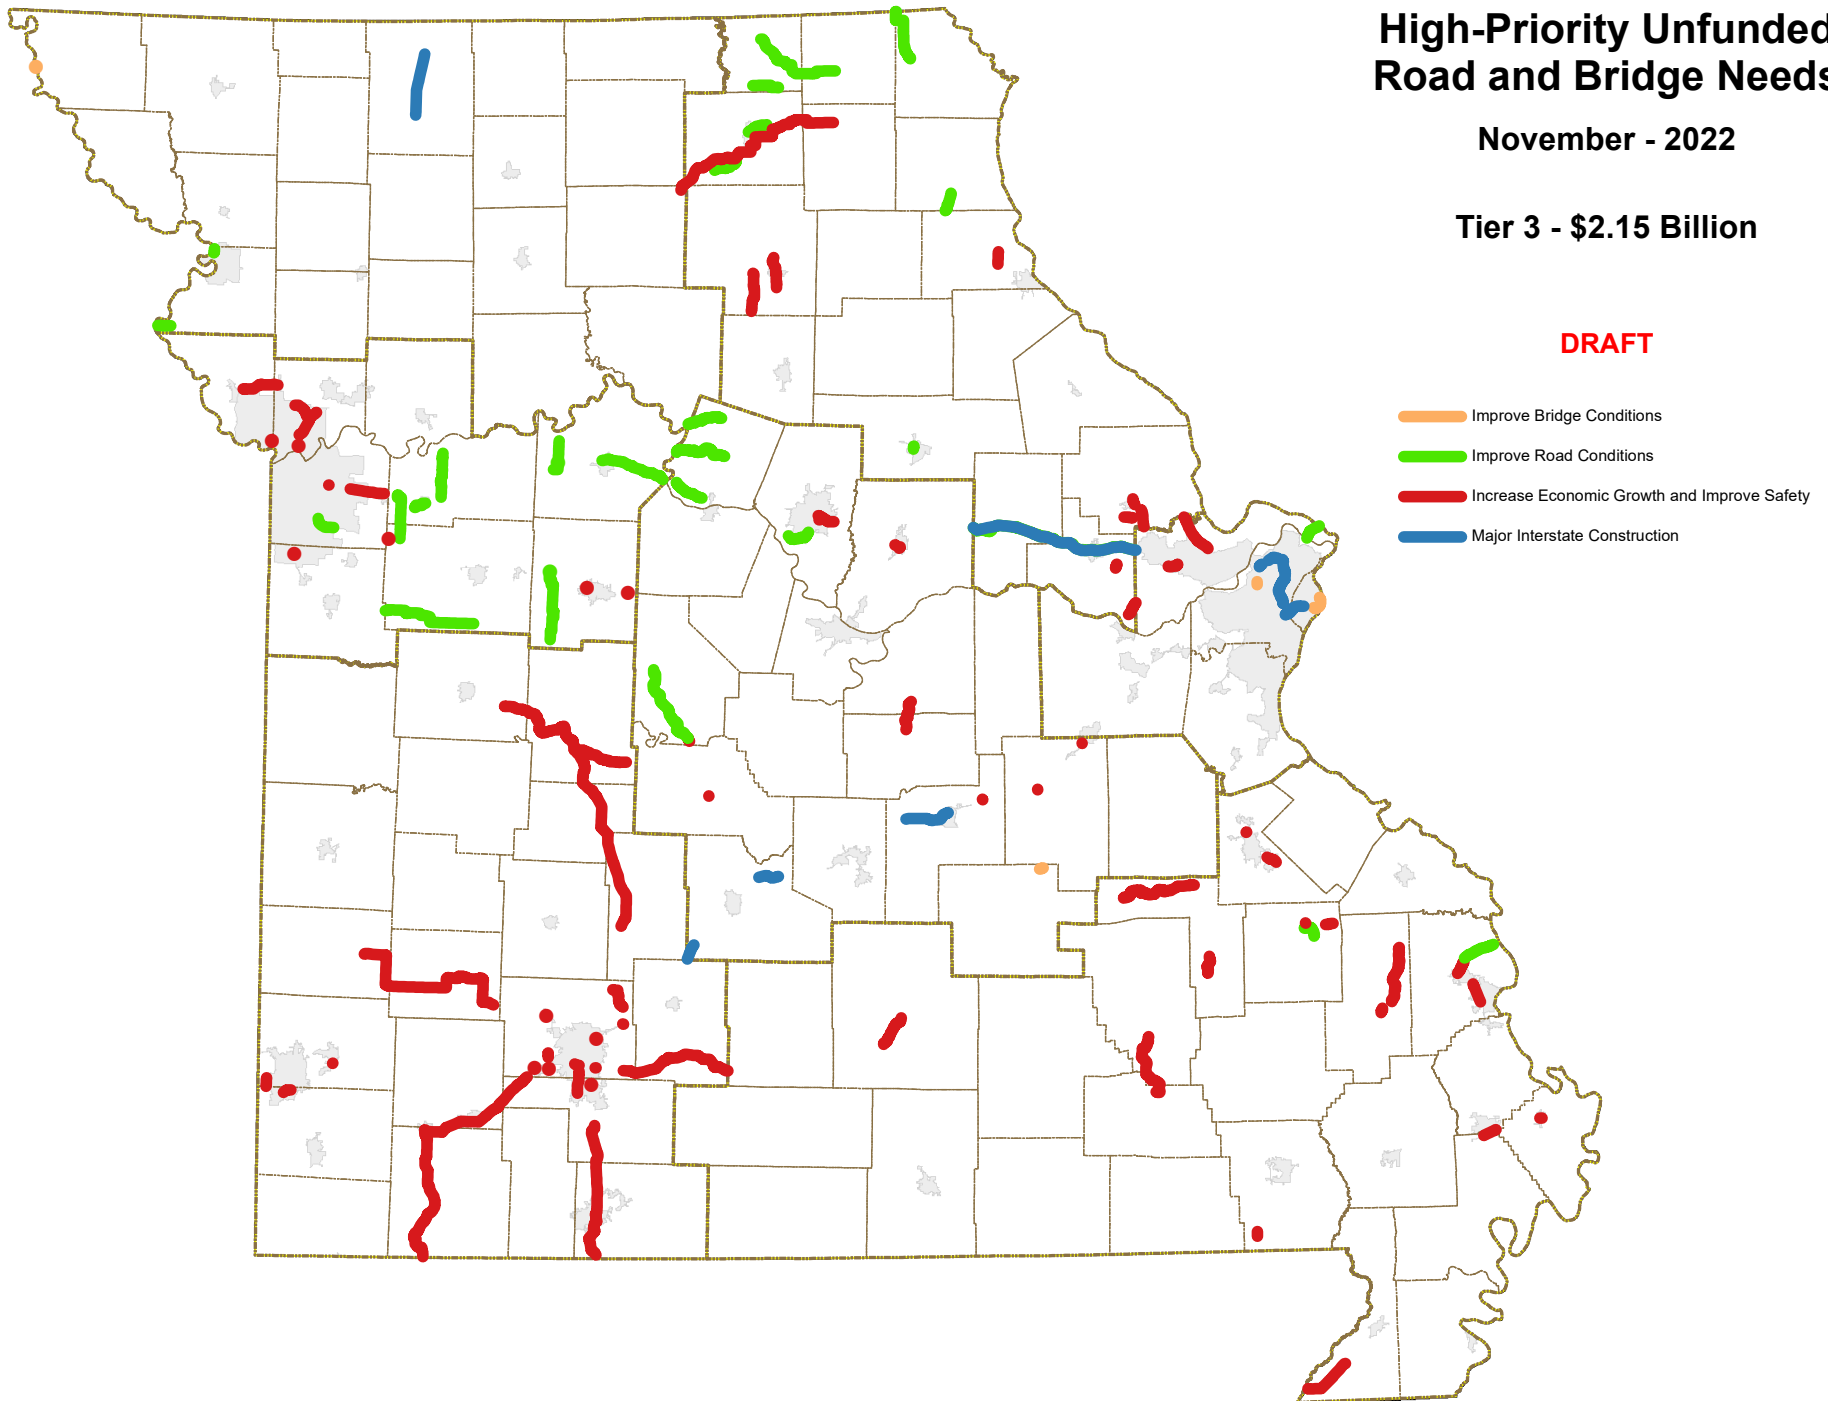 High-Priority Unfunded
Road and Bridge Needs
November - 2022
Tier 3 - $2.15 Billion
DRAFT
Improve Bridge Conditions
Improve Road Conditions
Increase Economic Growth and Improve Safety
Major Interstate Construction